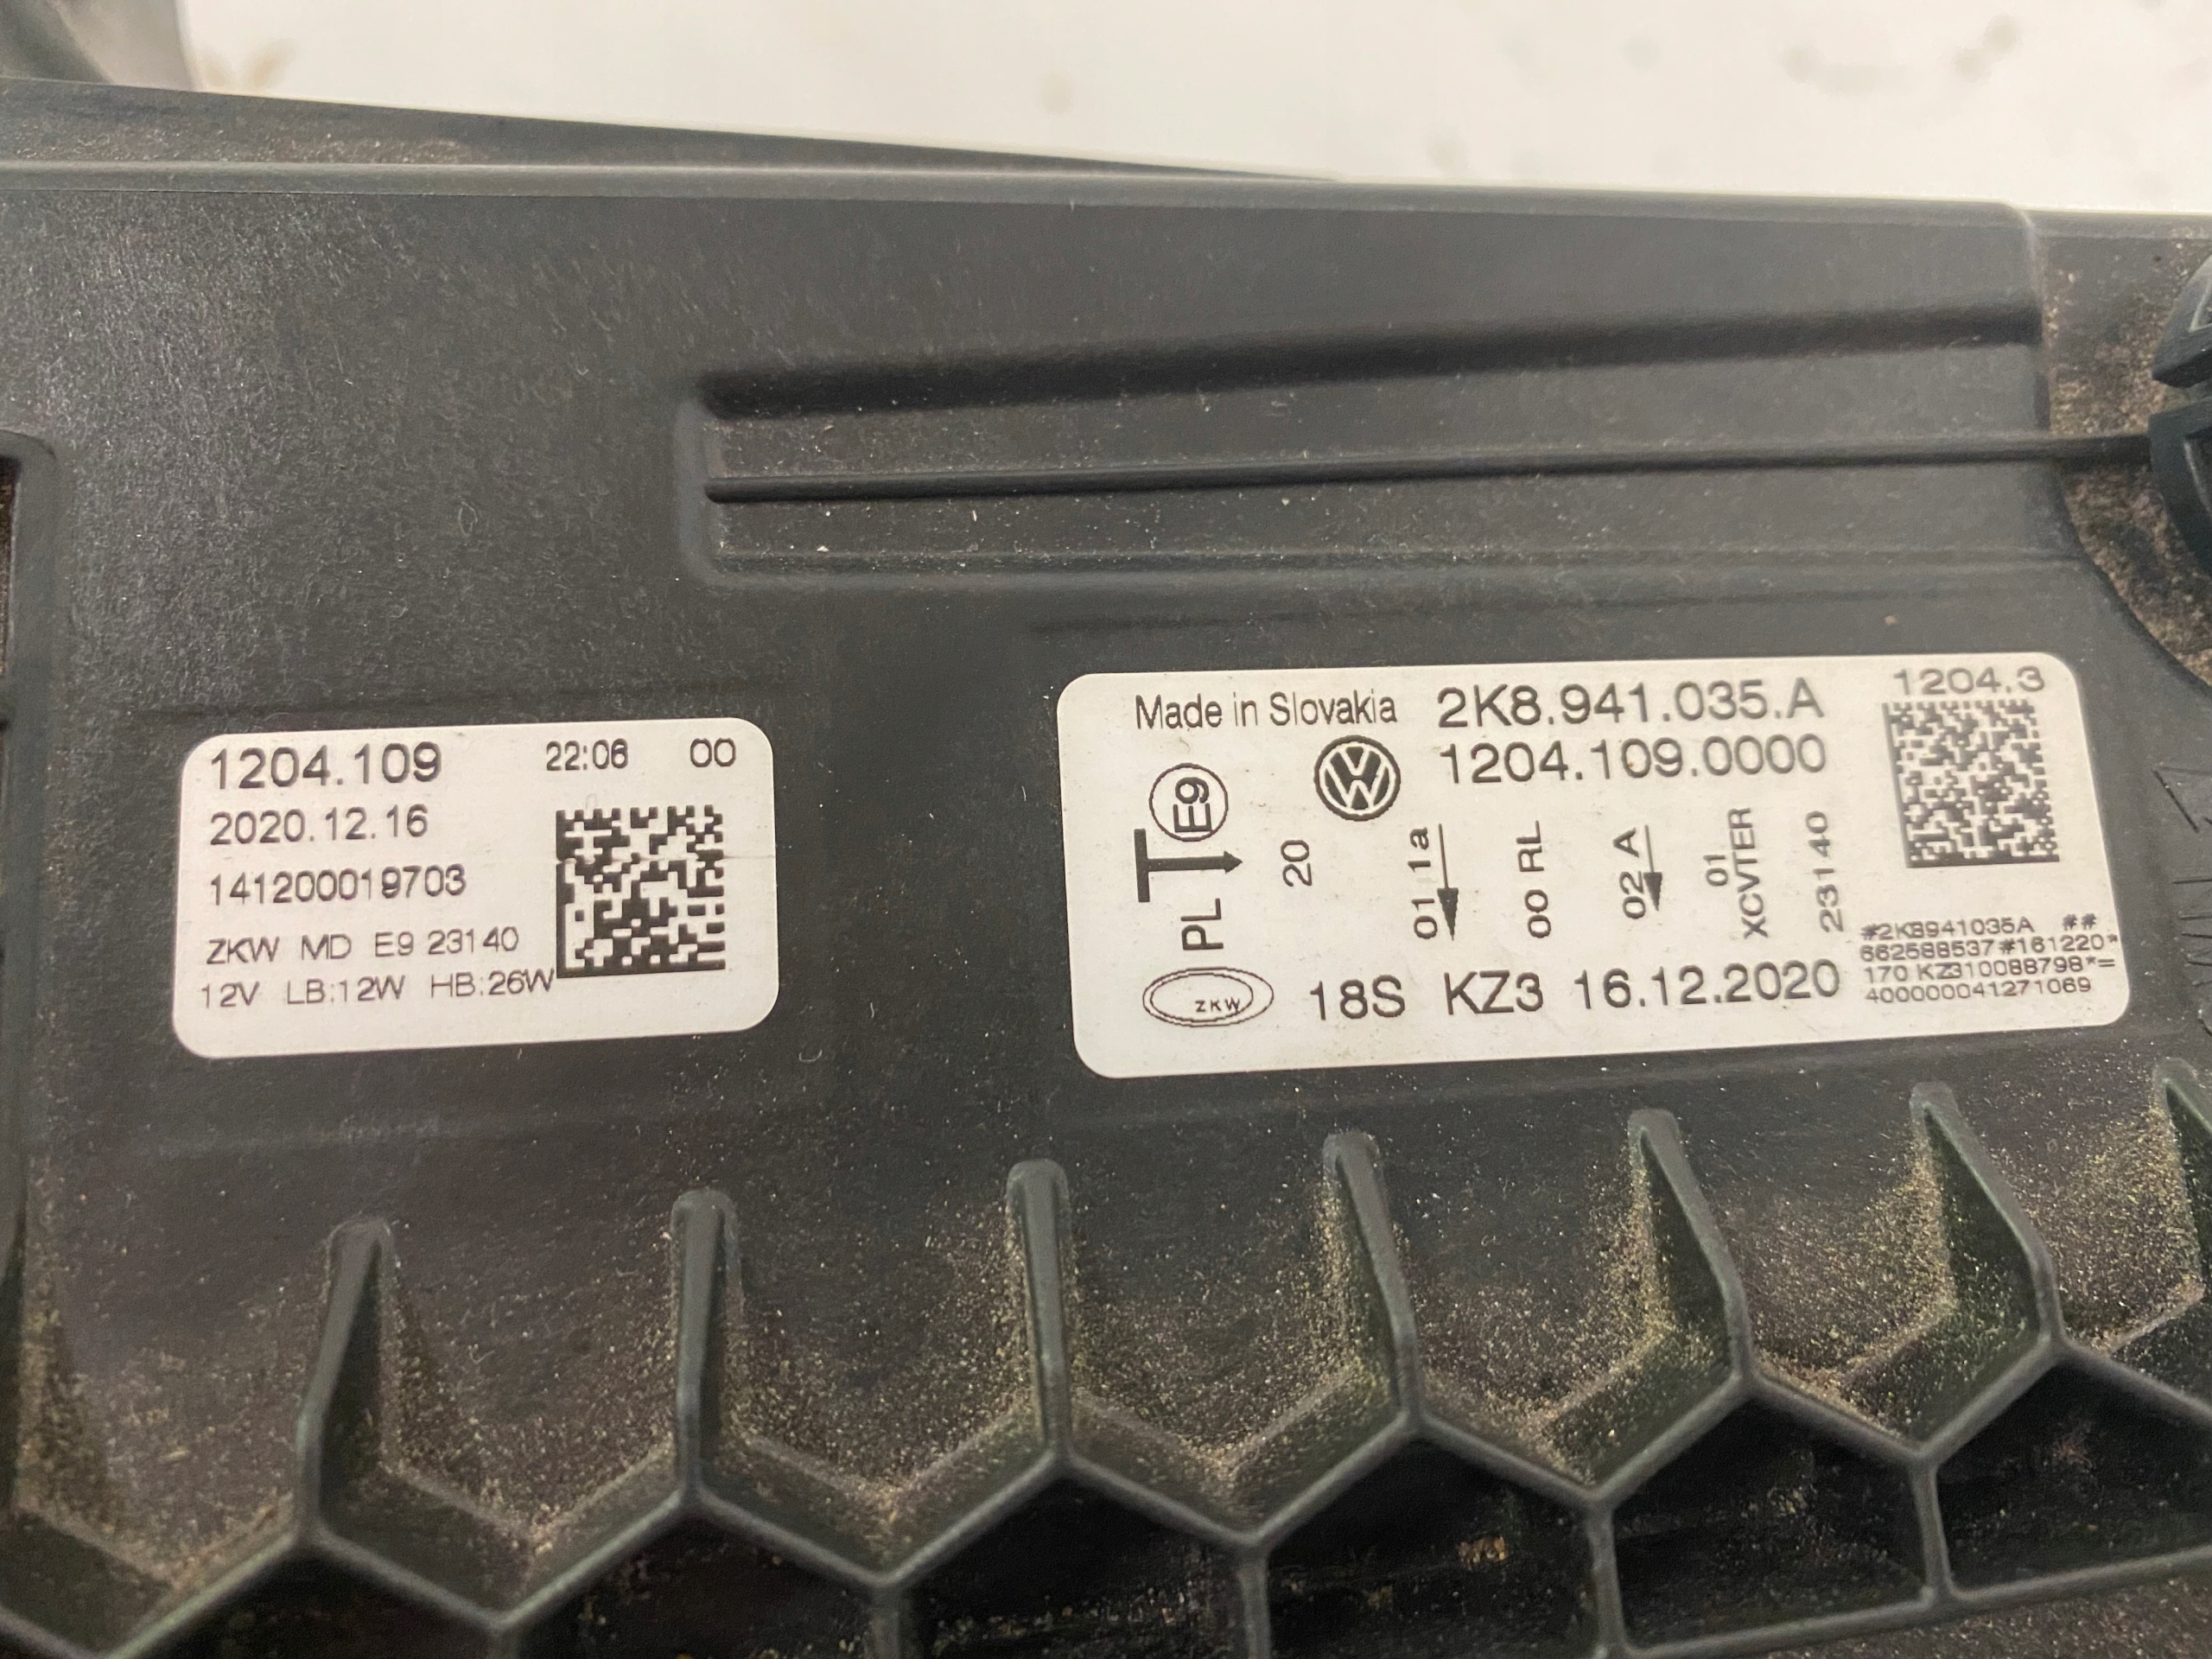 1204.109 22:06 00
2020.12.16
141200019703
ZKW MD E9 23140
12V LB:12W HB:26W
Made in Slovakia 2K8.941.035.A 1204.3
1204.109.0000
E9
PL
20
01 1a
00 RL
02 A
01
XCVTER
23140
ZKW
18S KZ3 16.12.2020
#2K8941035A ##
662588537#161220*
170 KZ310088798*=
400000041271069